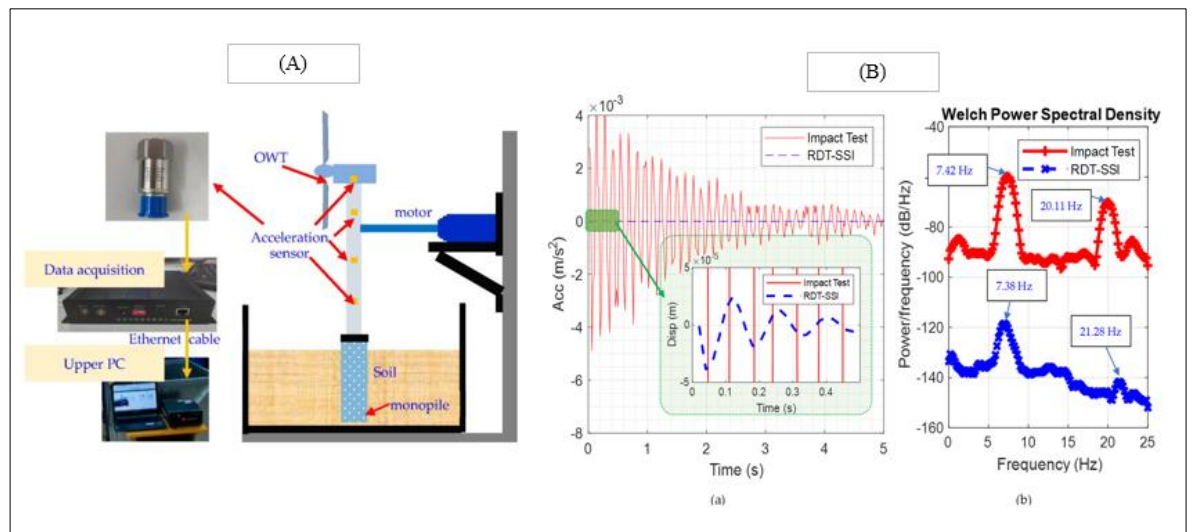 (A)
OWT
motor
Acceleration
sensor
Data acquisition
Ethernet cable
Upper PC
Soil
monopile
(B)
×10⁻³
4
2
0
-2
-4
-6
-8
Acc (m/s²)
Impact Test
RDT-SSI
×10⁻⁵
5
0
-5
Disp (m)
Impact Test
RDT-SSI
0 0.1 0.2 0.3 0.4
Time (s)
0 1 2 3 4 5
Time (s)
(a)
Welch Power Spectral Density
-40
-60
-80
-100
-120
-140
-160
Power/frequency (dB/Hz)
Impact Test
RDT-SSI
7.42 Hz
20.11 Hz
7.38 Hz
21.28 Hz
0 5 10 15 20 25
Frequency (Hz)
(b)